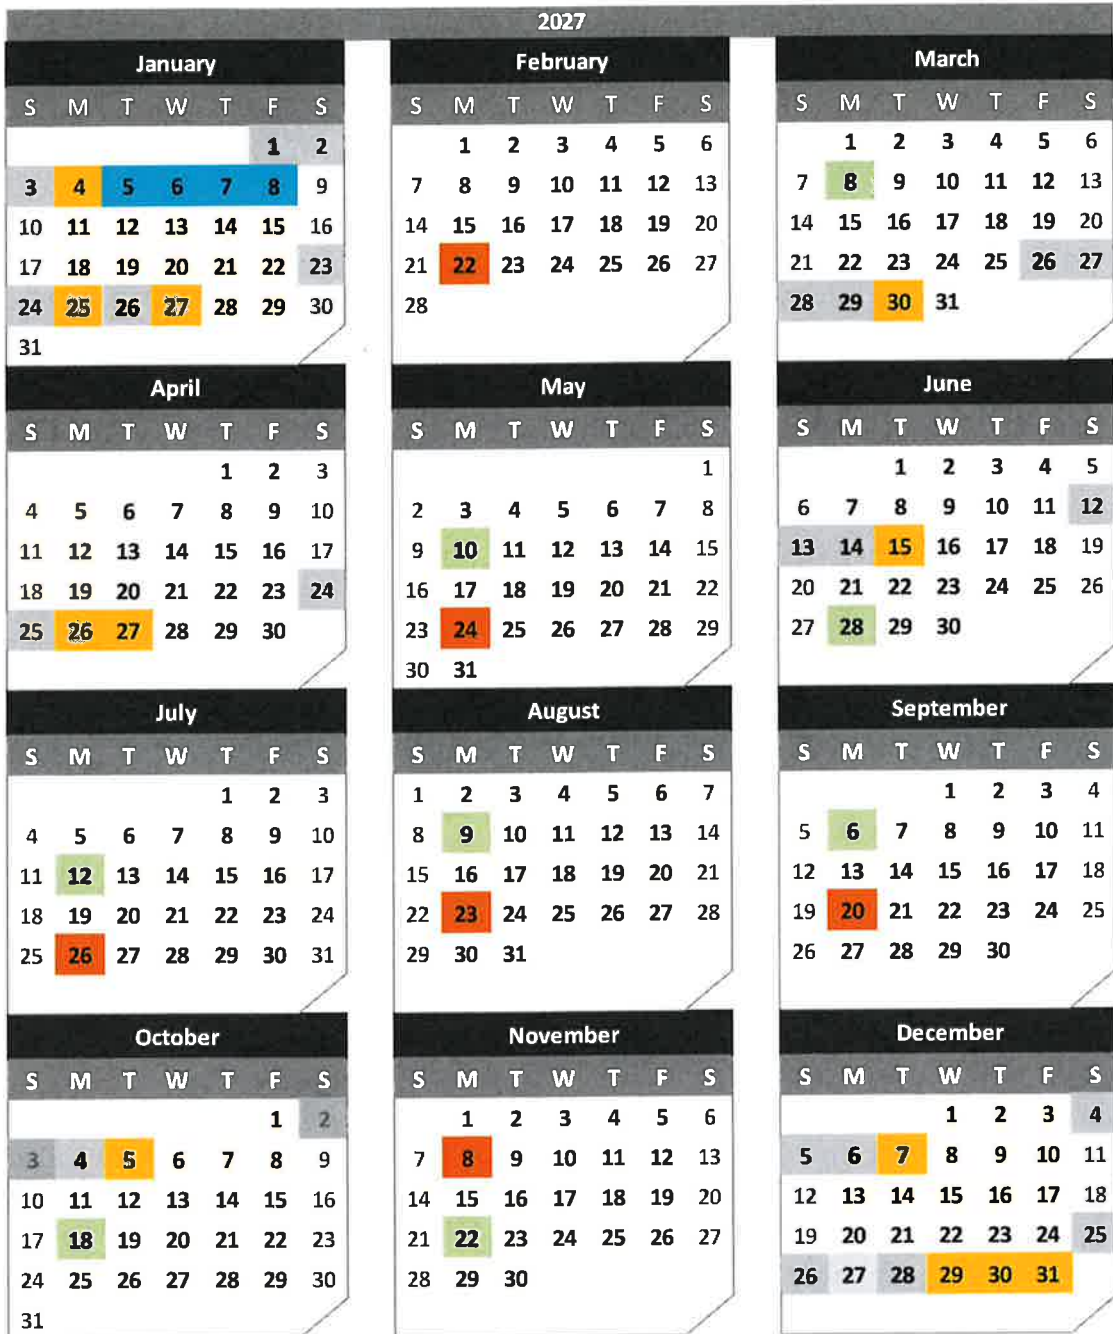 2027
January
S M T W T F S
1 2
3 4 5 6 7 8 9
10 11 12 13 14 15 16
17 18 19 20 21 22 23
24 25 26 27 28 29 30
31
February
S M T W T F S
1 2 3 4 5 6
7 8 9 10 11 12 13
14 15 16 17 18 19 20
21 22 23 24 25 26 27
28
March
S M T W T F S
1 2 3 4 5 6
7 8 9 10 11 12 13
14 15 16 17 18 19 20
21 22 23 24 25 26 27
28 29 30 31
April
S M T W T F S
1 2 3
4 5 6 7 8 9 10
11 12 13 14 15 16 17
18 19 20 21 22 23 24
25 26 27 28 29 30
May
S M T W T F S
1
2 3 4 5 6 7 8
9 10 11 12 13 14 15
16 17 18 19 20 21 22
23 24 25 26 27 28 29
30 31
June
S M T W T F S
1 2 3 4 5
6 7 8 9 10 11 12
13 14 15 16 17 18 19
20 21 22 23 24 25 26
27 28 29 30
July
S M T W T F S
1 2 3
4 5 6 7 8 9 10
11 12 13 14 15 16 17
18 19 20 21 22 23 24
25 26 27 28 29 30 31
August
S M T W T F S
1 2 3 4 5 6 7
8 9 10 11 12 13 14
15 16 17 18 19 20 21
22 23 24 25 26 27 28
29 30 31
September
S M T W T F S
1 2 3 4
5 6 7 8 9 10 11
12 13 14 15 16 17 18
19 20 21 22 23 24 25
26 27 28 29 30
October
S M T W T F S
1 2
3 4 5 6 7 8 9
10 11 12 13 14 15 16
17 18 19 20 21 22 23
24 25 26 27 28 29 30
31
November
S M T W T F S
1 2 3 4 5 6
7 8 9 10 11 12 13
14 15 16 17 18 19 20
21 22 23 24 25 26 27
28 29 30
December
S M T W T F S
1 2 3 4
5 6 7 8 9 10 11
12 13 14 15 16 17 18
19 20 21 22 23 24 25
26 27 28 29 30 31